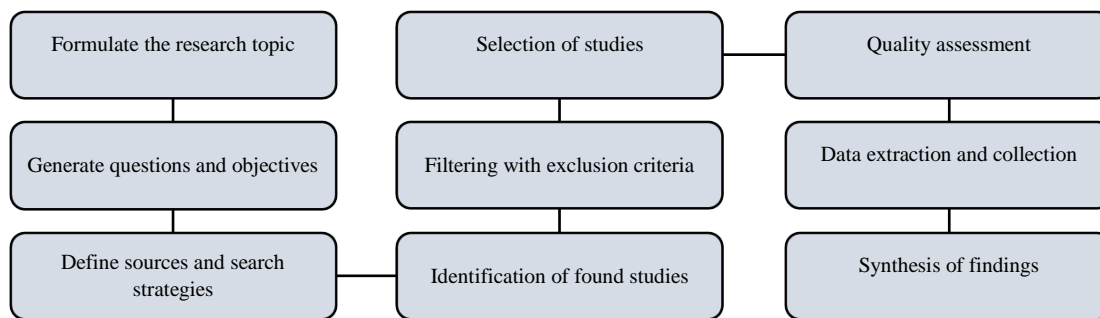 Formulate the research topic
Generate questions and objectives
Define sources and search
strategies
Identification of found studies
Filtering with exclusion criteria
Selection of studies
Quality assessment
Data extraction and collection
Synthesis of findings